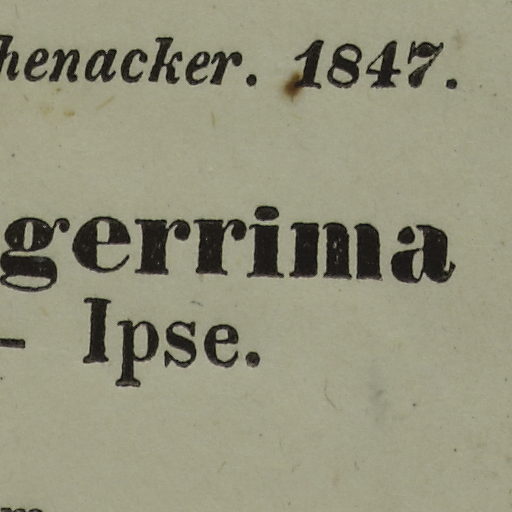 henacker. 1847.
gerrima
– Ipse.